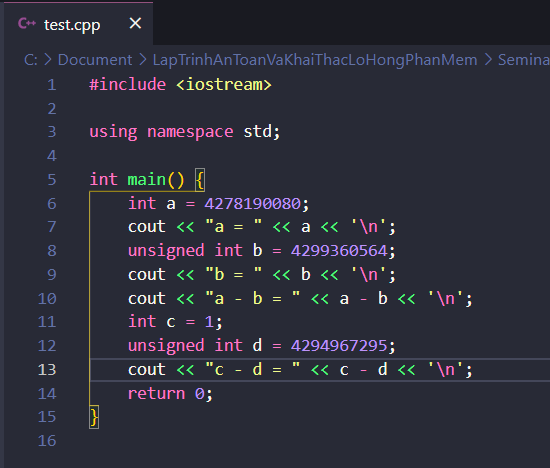 C++ test.cpp ×
C: > Document > LapTrinhAnToanVaKhaiThacLoHongPhanMem > Semina
1 #include <iostream>
2
3 using namespace std;
4
5 int main() {
6 int a = 4278190080;
7 cout << "a = " << a << '\n';
8 unsigned int b = 4299360564;
9 cout << "b = " << b << '\n';
10 cout << "a - b = " << a - b << '\n';
11 int c = 1;
12 unsigned int d = 4294967295;
13 cout << "c - d = " << c - d << '\n';
14 return 0;
15 }
16